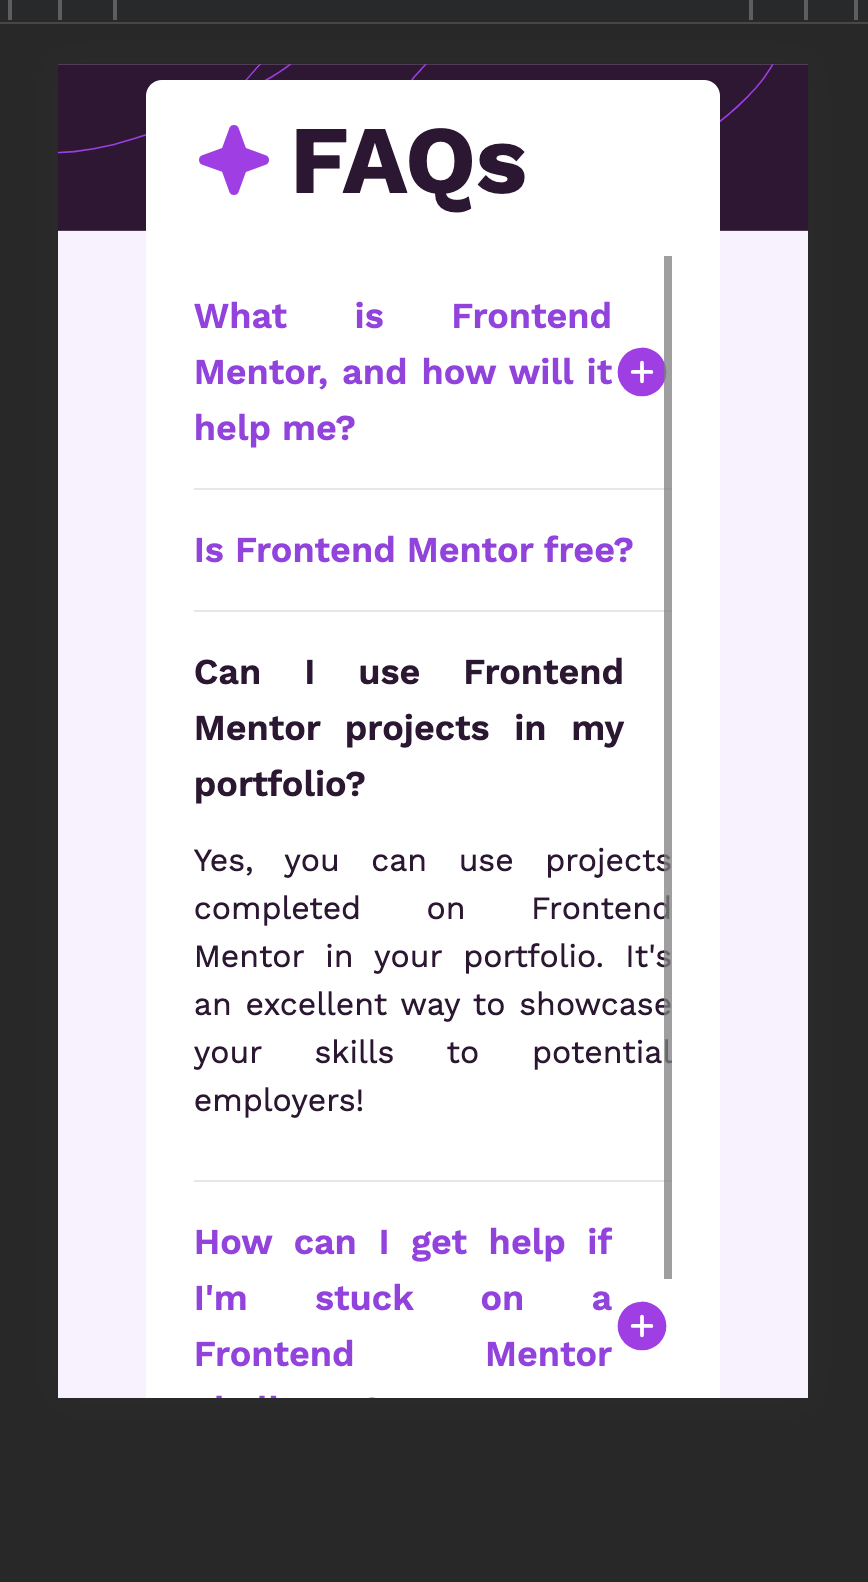 FAQs
What is Frontend
Mentor, and how will it
help me?
Is Frontend Mentor free?
Can I use Frontend
Mentor projects in my
portfolio?
Yes, you can use projects
completed on Frontend
Mentor in your portfolio. It's
an excellent way to showcase
your skills to potential
employers!
How can I get help if
I'm stuck on a
Frontend Mentor